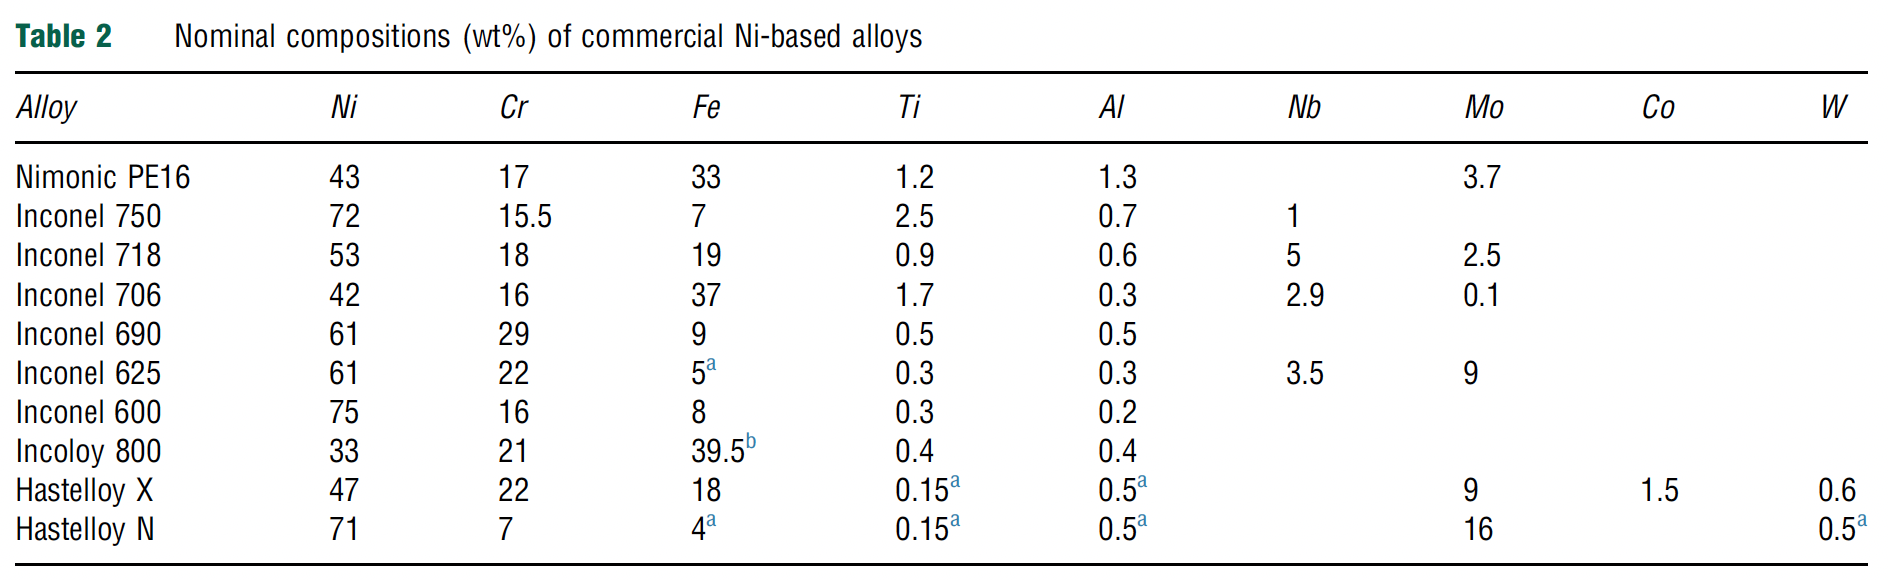 Table 2 Nominal compositions (wt%) of commercial Ni-based alloys
Alloy Ni Cr Fe Ti Al Nb Mo Co W
Nimonic PE16 43 17 33 1.2 1.3 3.7
Inconel 750 72 15.5 7 2.5 0.7 1
Inconel 718 53 18 19 0.9 0.6 5 2.5
Inconel 706 42 16 37 1.7 0.3 2.9 0.1
Inconel 690 61 29 9 0.5 0.5
Inconel 625 61 22 5a 0.3 0.3 3.5 9
Inconel 600 75 16 8 0.3 0.2
Incoloy 800 33 21 39.5b 0.4 0.4
Hastelloy X 47 22 18 0.15a 0.5a 9 1.5 0.6
Hastelloy N 71 7 4a 0.15a 0.5a 16 0.5a